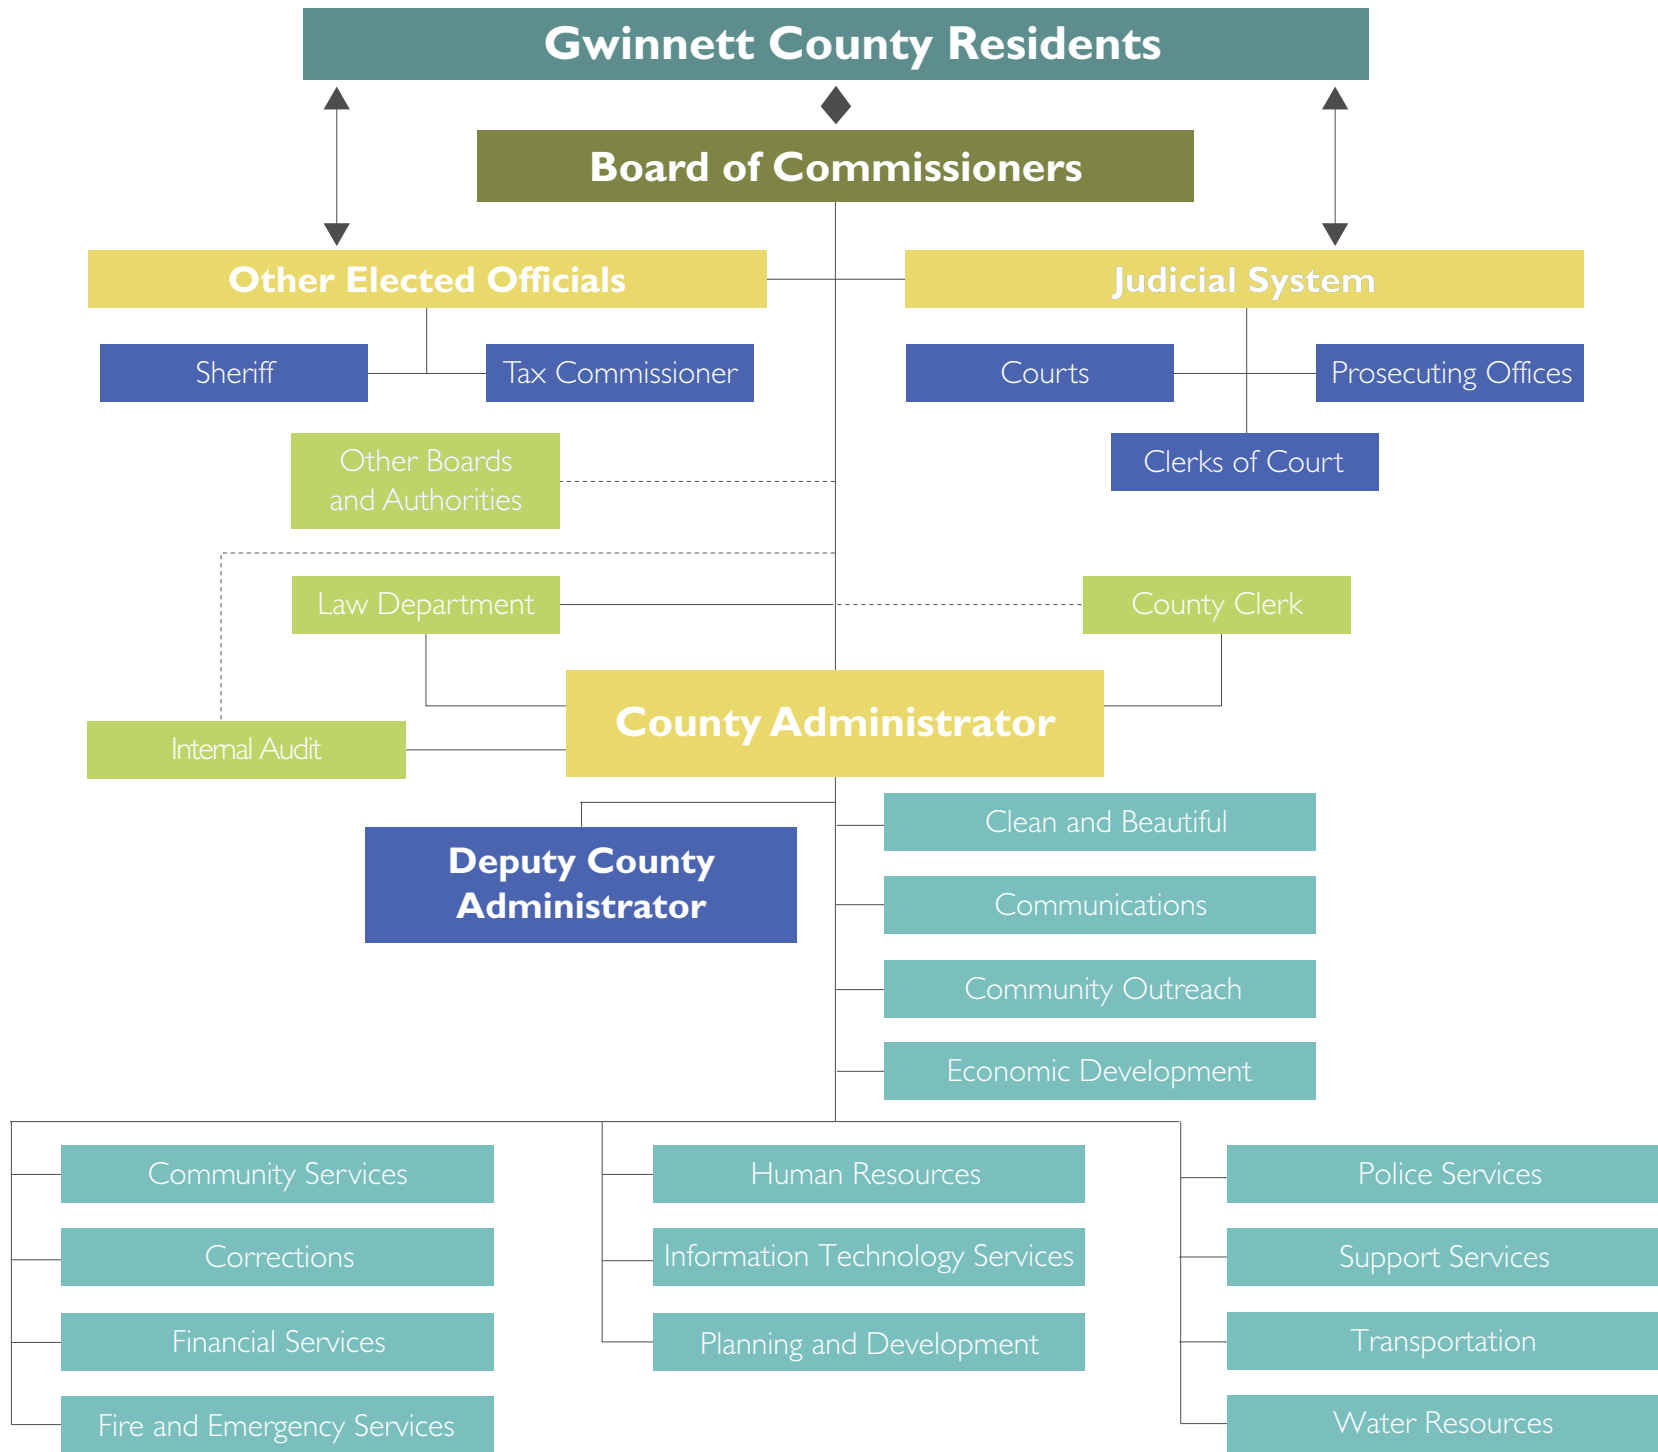 Gwinnett County Residents
Board of Commissioners
Other Elected Officials
Judicial System
Sheriff
Tax Commissioner
Courts
Prosecuting Offices
Clerks of Court
Other Boards
and Authorities
Law Department
County Clerk
County Administrator
Internal Audit
Deputy County
Administrator
Clean and Beautiful
Communications
Community Outreach
Economic Development
Community Services
Corrections
Financial Services
Fire and Emergency Services
Human Resources
Information Technology Services
Planning and Development
Police Services
Support Services
Transportation
Water Resources